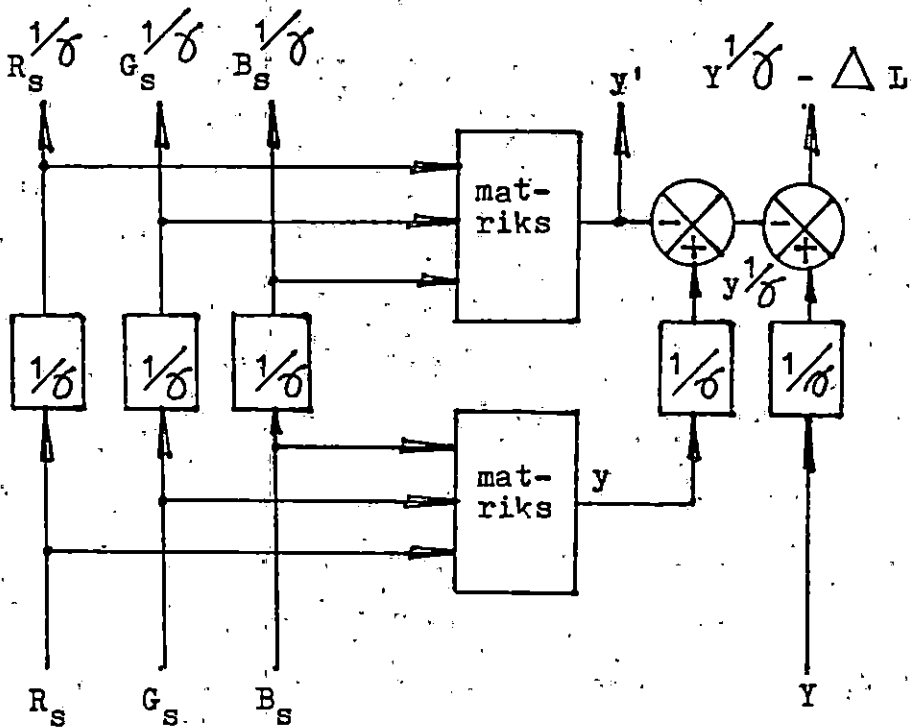 R_s^1/γ G_s^1/γ B_s^1/γ y' Y^1/γ - △ L
mat-
riks
- + - +
y^1/γ
1/γ 1/γ 1/γ 1/γ 1/γ
mat-
riks
y
R_s G_s B_s Y